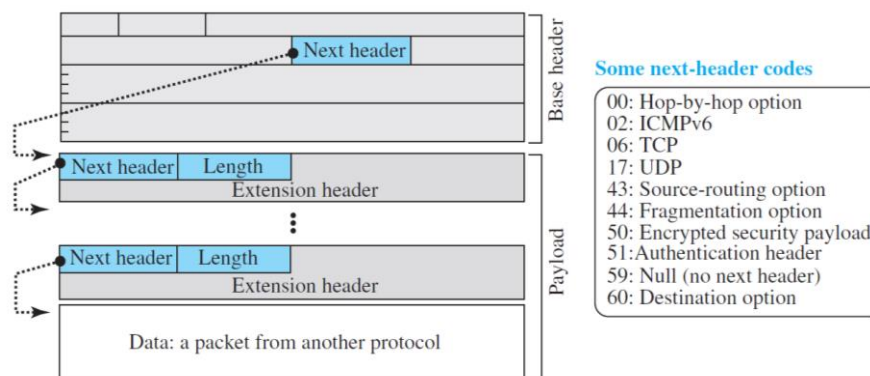 Next header
Base header
Next header Length
Extension header
Next header Length
Extension header
Data: a packet from another protocol
Payload
Some next-header codes
00: Hop-by-hop option
02: ICMPv6
06: TCP
17: UDP
43: Source-routing option
44: Fragmentation option
50: Encrypted security payload
51:Authentication header
59: Null (no next header)
60: Destination option